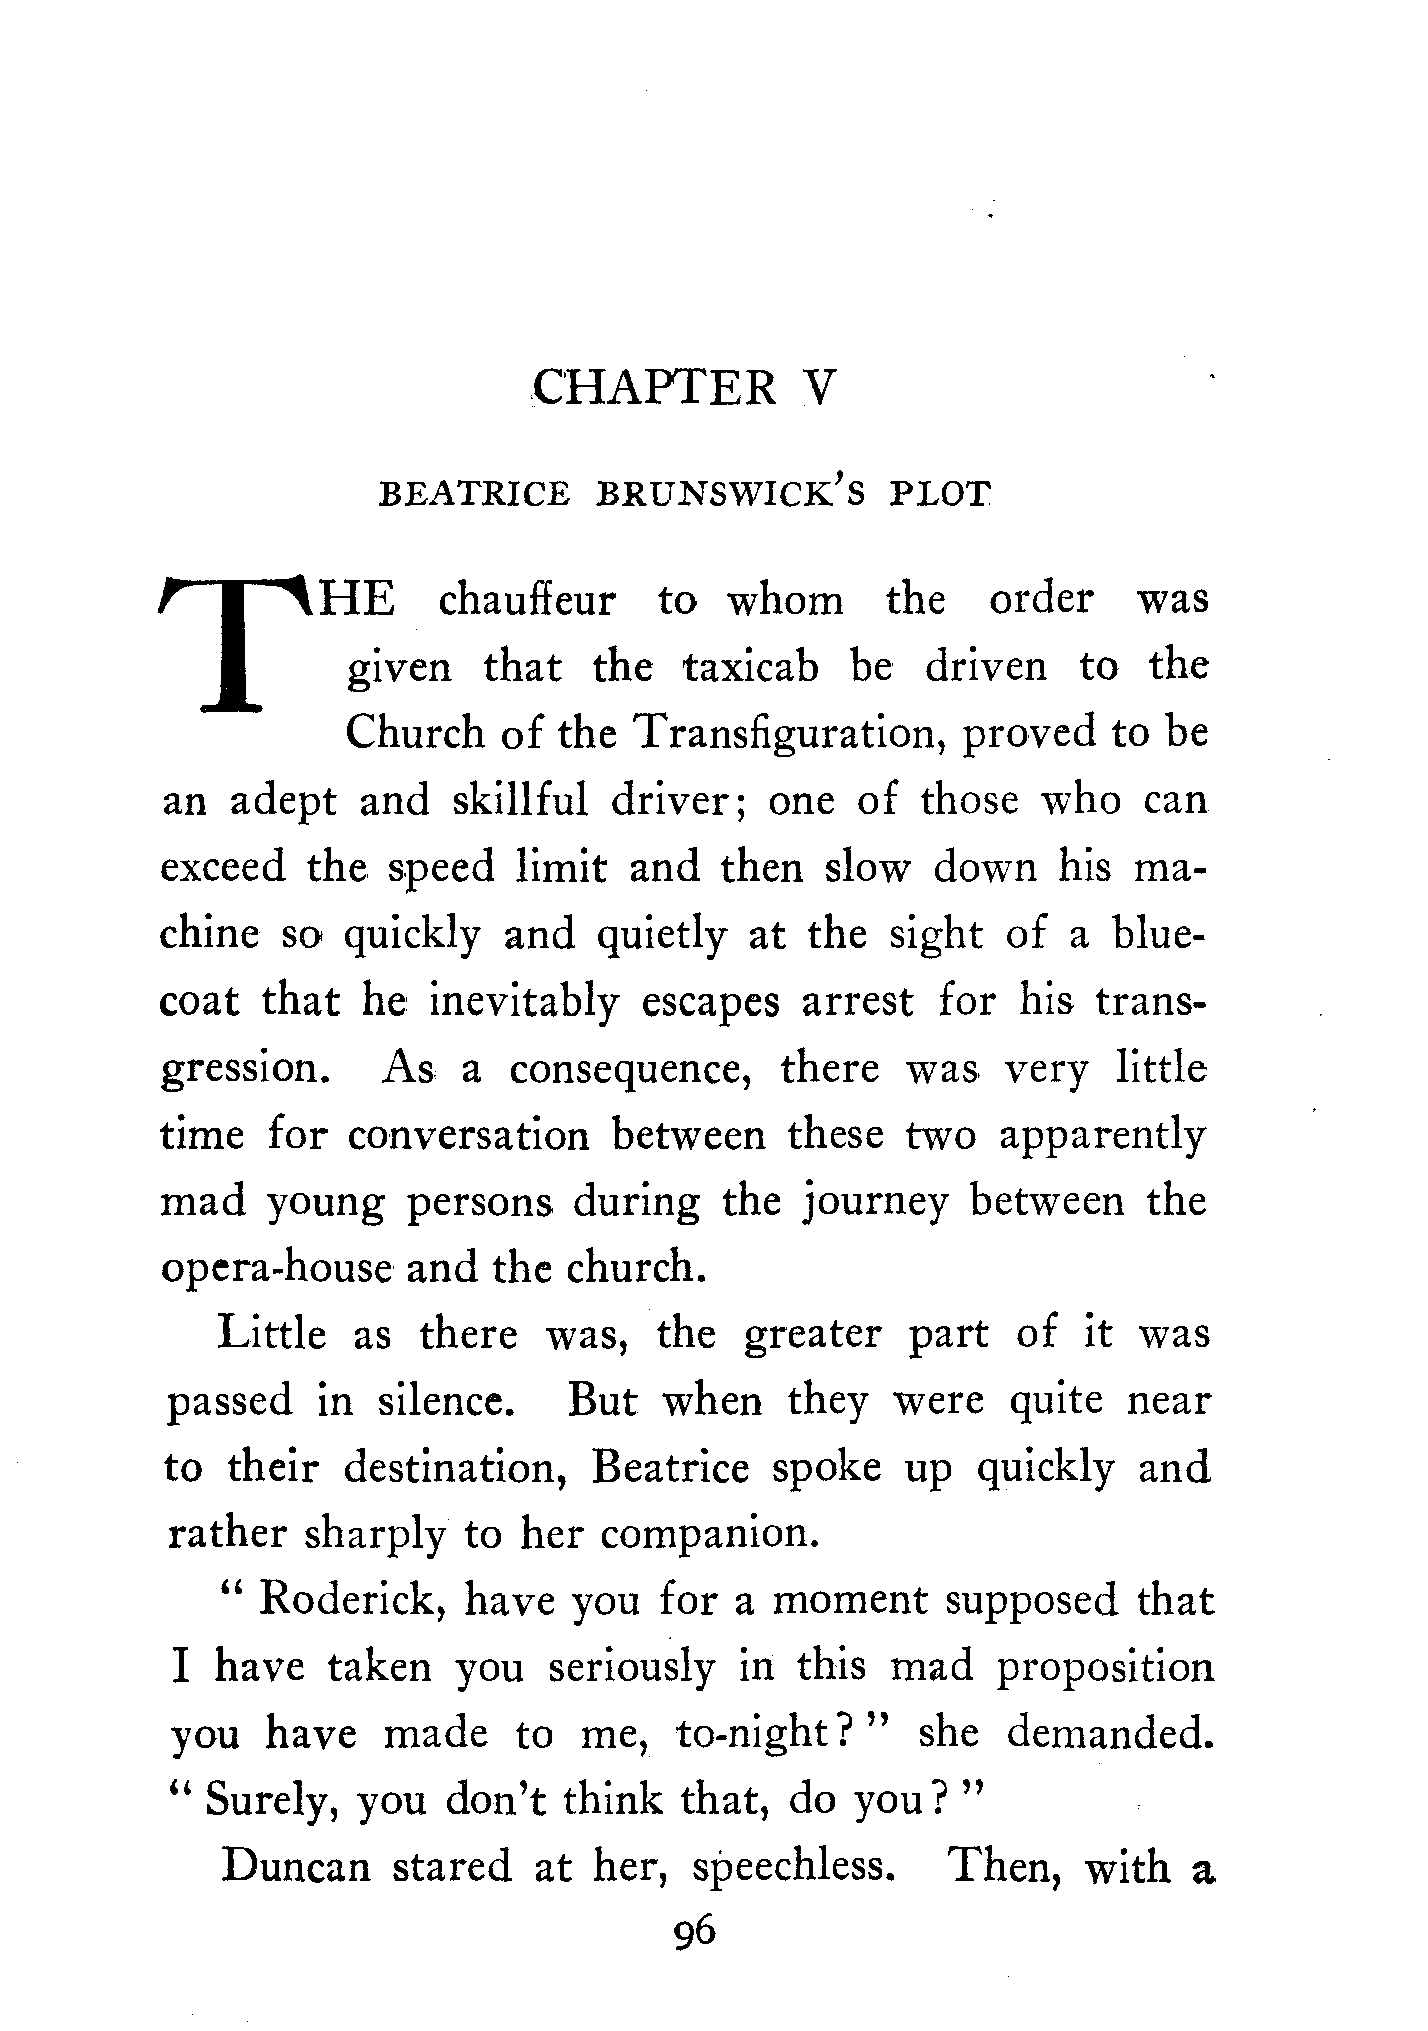 CHAPTER V
BEATRICE BRUNSWICK'S PLOT
THE chauffeur to whom the order was
given that the taxicab be driven to the
Church of the Transfiguration, proved to be
an adept and skillful driver; one of those who can
exceed the speed limit and then slow down his ma-
chine so quickly and quietly at the sight of a blue-
coat that he inevitably escapes arrest for his trans-
gression. As a consequence, there was very little
time for conversation between these two apparently
mad young persons during the journey between the
opera-house and the church.
Little as there was, the greater part of it was
passed in silence. But when they were quite near
to their destination, Beatrice spoke up quickly and
rather sharply to her companion.
" Roderick, have you for a moment supposed that
I have taken you seriously in this mad proposition
you have made to me, to-night? " she demanded.
" Surely, you don't think that, do you? "
Duncan stared at her, speechless. Then, with a
96